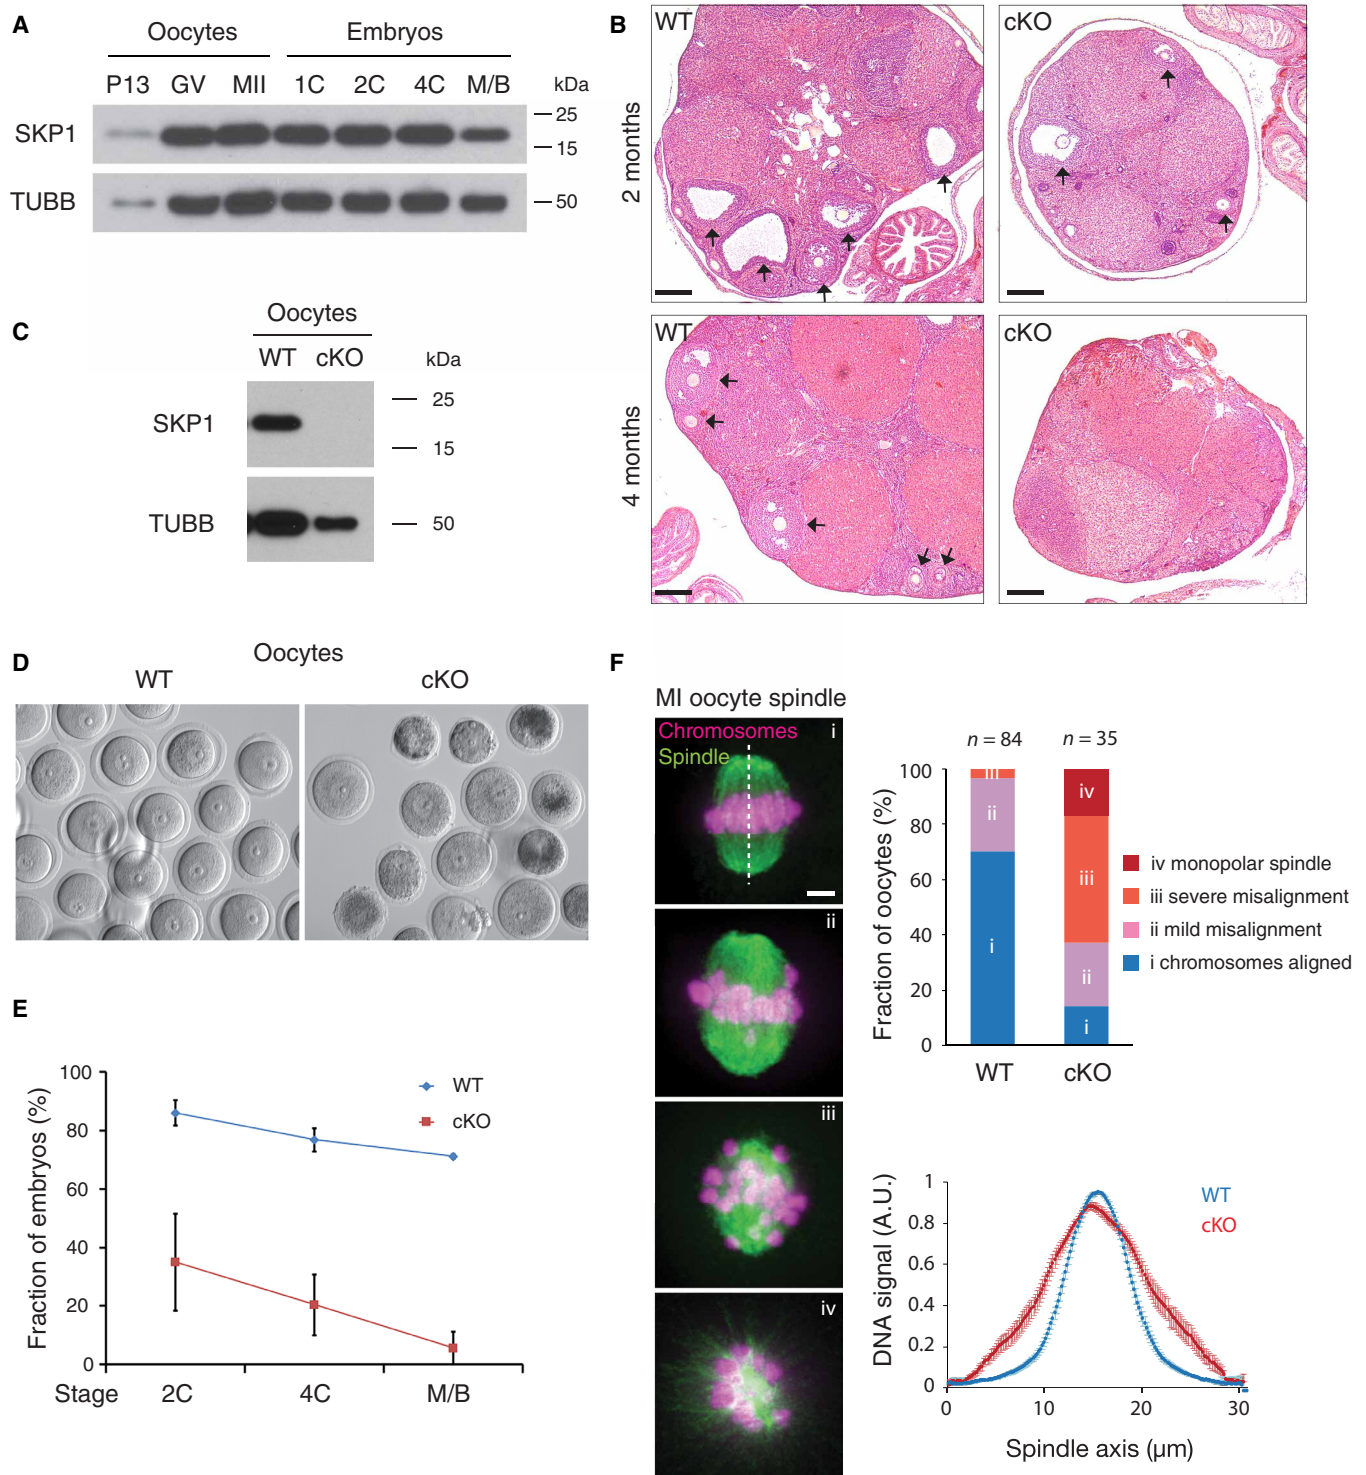 A
Oocytes Embryos
P13 GV MII 1C 2C 4C M/B kDa
SKP1
25
15
TUBB
50
B
WT
cKO
2 months
WT
cKO
4 months
C
Oocytes
WT cKO kDa
SKP1
25
15
TUBB
50
D
Oocytes
WT cKO
E
Fraction of embryos (%)
100
80
60
40
20
0
WT
cKO
Stage 2C 4C M/B
F
MI oocyte spindle
Chromosomes
Spindle
i
ii
iii
iv
n = 84 n = 35
Fraction of oocytes (%)
100
80
60
40
20
0
iii
ii
i
iv
iii
ii
i
WT cKO
iv monopolar spindle
iii severe misalignment
ii mild misalignment
i chromosomes aligned
DNA signal (A.U.)
1
0.8
0.6
0.4
0.2
0
WT
cKO
0 10 20 30
Spindle axis (μm)